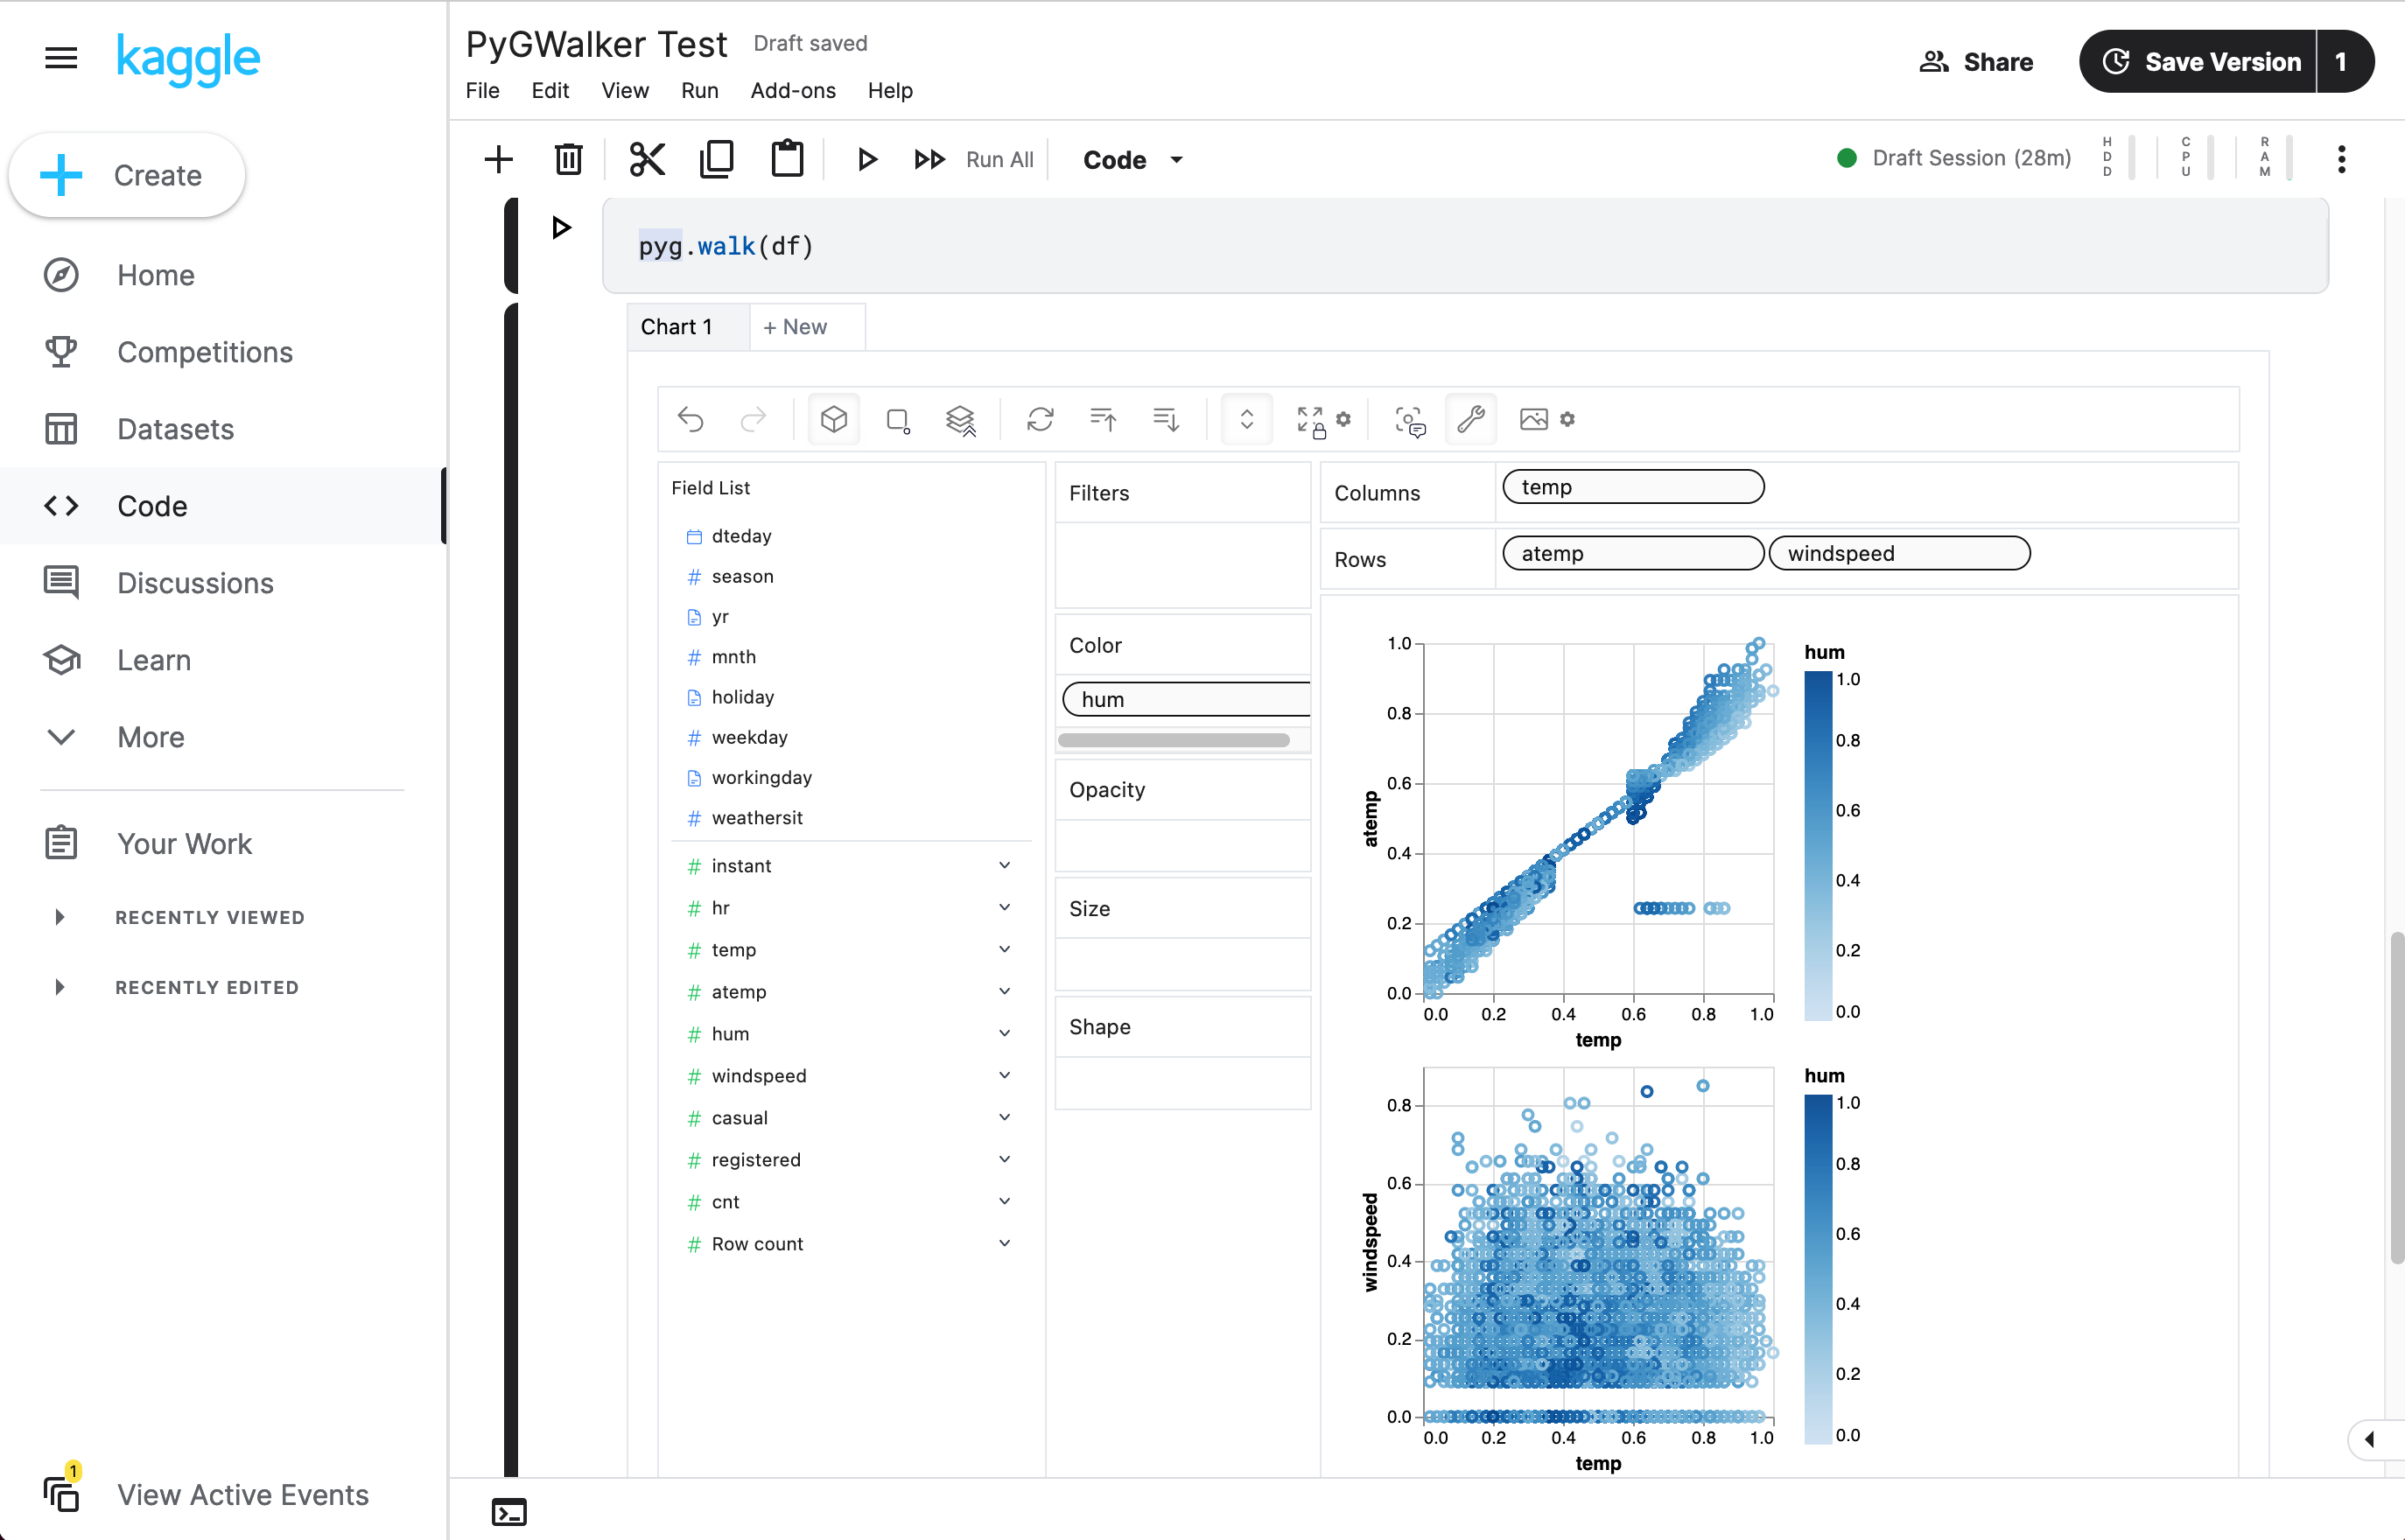 kaggle
Create
Home
Competitions
Datasets
Code
Discussions
Learn
More
Your Work
RECENTLY VIEWED
RECENTLY EDITED
1
View Active Events
PyGWalker Test Draft saved
File Edit View Run Add-ons Help
Share
Save Version 1
Run All
Code
Draft Session (28m)
HDD
CPU
RAM
pyg.walk(df)
Chart 1
+ New
Field List
dteday
season
yr
mnth
holiday
weekday
workingday
weathersit
instant
hr
temp
atemp
hum
windspeed
casual
registered
cnt
Row count
Filters
Color
hum
Opacity
Size
Shape
Columns temp
Rows atemp windspeed
atemp
1.0
0.8
0.6
0.4
0.2
0.0
0.0 0.2 0.4 0.6 0.8 1.0
temp
hum
1.0
0.8
0.6
0.4
0.2
0.0
windspeed
0.8
0.6
0.4
0.2
0.0
0.0 0.2 0.4 0.6 0.8 1.0
temp
hum
1.0
0.8
0.6
0.4
0.2
0.0